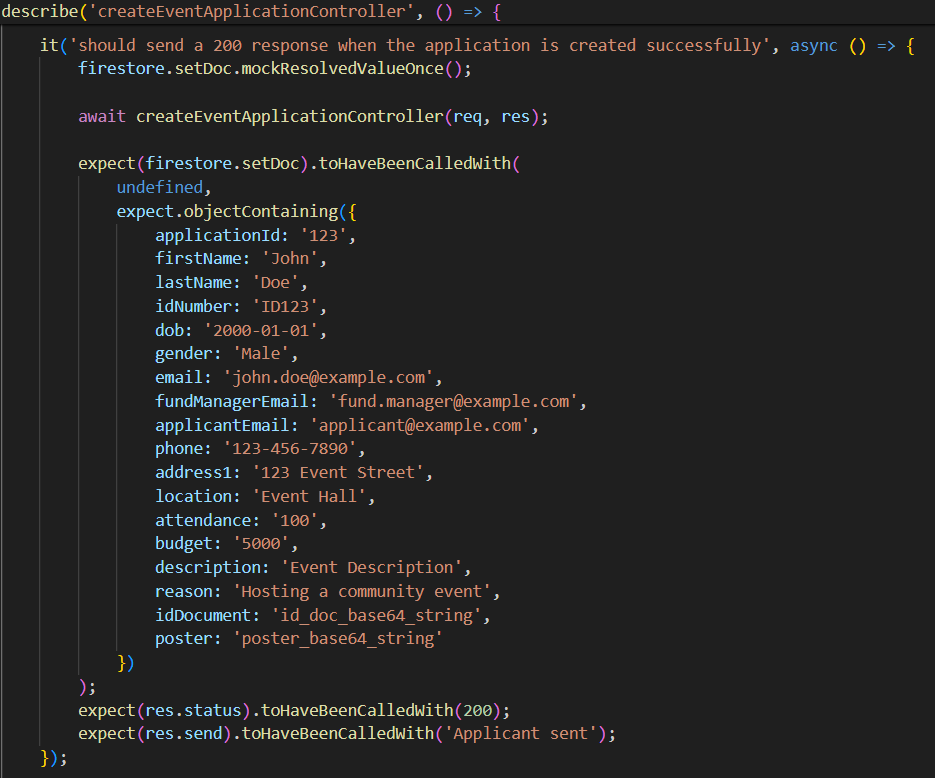 describe('createEventApplicationController', () => {
    it('should send a 200 response when the application is created successfully', async () => {
        firestore.setDoc.mockResolvedValueOnce();

        await createEventApplicationController(req, res);

        expect(firestore.setDoc).toHaveBeenCalledWith(
            undefined,
            expect.objectContaining({
                applicationId: '123',
                firstName: 'John',
                lastName: 'Doe',
                idNumber: 'ID123',
                dob: '2000-01-01',
                gender: 'Male',
                email: 'john.doe@example.com',
                fundManagerEmail: 'fund.manager@example.com',
                applicantEmail: 'applicant@example.com',
                phone: '123-456-7890',
                address1: '123 Event Street',
                location: 'Event Hall',
                attendance: '100',
                budget: '5000',
                description: 'Event Description',
                reason: 'Hosting a community event',
                idDocument: 'id_doc_base64_string',
                poster: 'poster_base64_string'
            })
        );
        expect(res.status).toHaveBeenCalledWith(200);
        expect(res.send).toHaveBeenCalledWith('Applicant sent');
    });